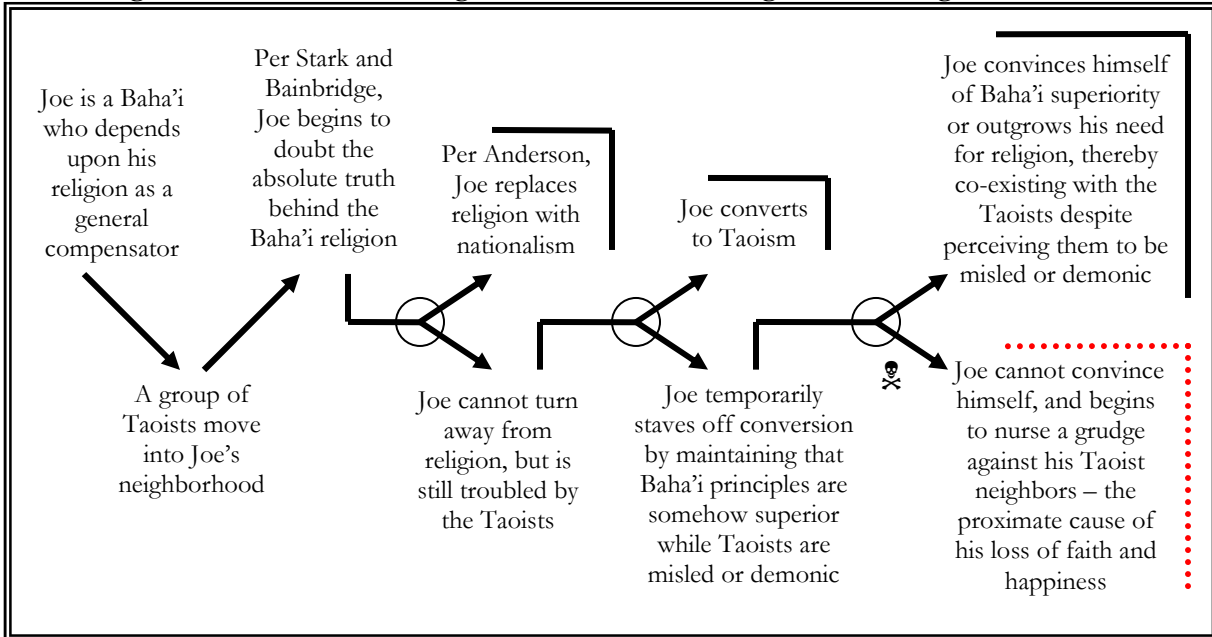 Joe is a Baha’i
who depends
upon his
religion as a
general
compensator
A group of
Taoists move
into Joe’s
neighborhood
Per Stark and
Bainbridge,
Joe begins to
doubt the
absolute truth
behind the
Baha’i religion
Per Anderson,
Joe replaces
religion with
nationalism
Joe cannot turn
away from
religion, but is
still troubled by
the Taoists
Joe converts
to Taoism
Joe temporarily
staves off conversion
by maintaining that
Baha’i principles are
somehow superior
while Taoists are
misled or demonic
Joe convinces himself
of Baha’i superiority
or outgrows his need
for religion, thereby
co-existing with the
Taoists despite
perceiving them to be
misled or demonic
Joe cannot convince
himself, and begins
to nurse a grudge
against his Taoist
neighbors – the
proximate cause of
his loss of faith and
happiness